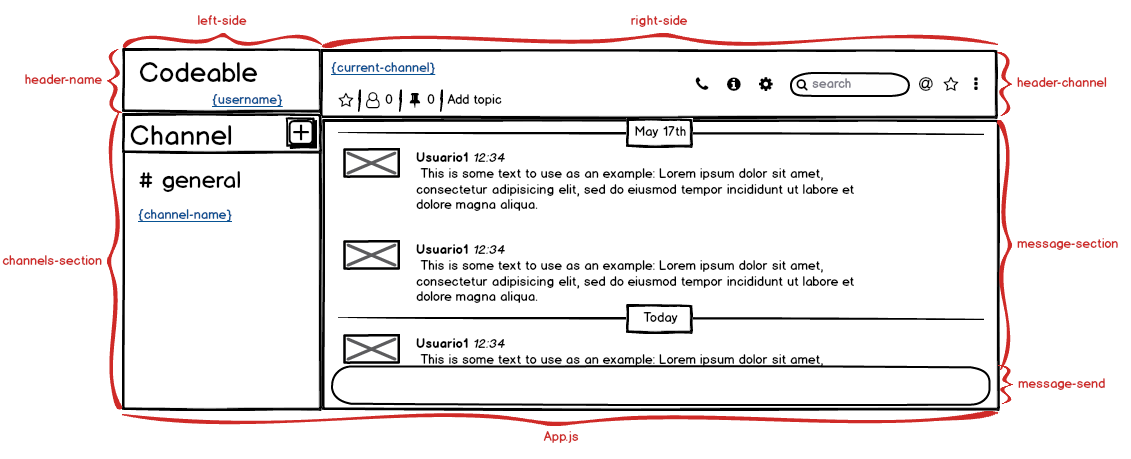 left-side
right-side
header-name
Codeable
{username}
{current-channel}
0 0 Add topic
search
@
header-channel
Channel
# general
{channel-name}
channels-section
May 17th
Usuario1 12:34
This is some text to use as an example: Lorem ipsum dolor sit amet,
consectetur adipisicing elit, sed do eiusmod tempor incididunt ut labore et
dolore magna aliqua.
Usuario1 12:34
This is some text to use as an example: Lorem ipsum dolor sit amet,
consectetur adipisicing elit, sed do eiusmod tempor incididunt ut labore et
dolore magna aliqua.
Today
Usuario1 12:34
This is some text to use as an example: Lorem ipsum dolor sit amet,
message-section
message-send
App.js